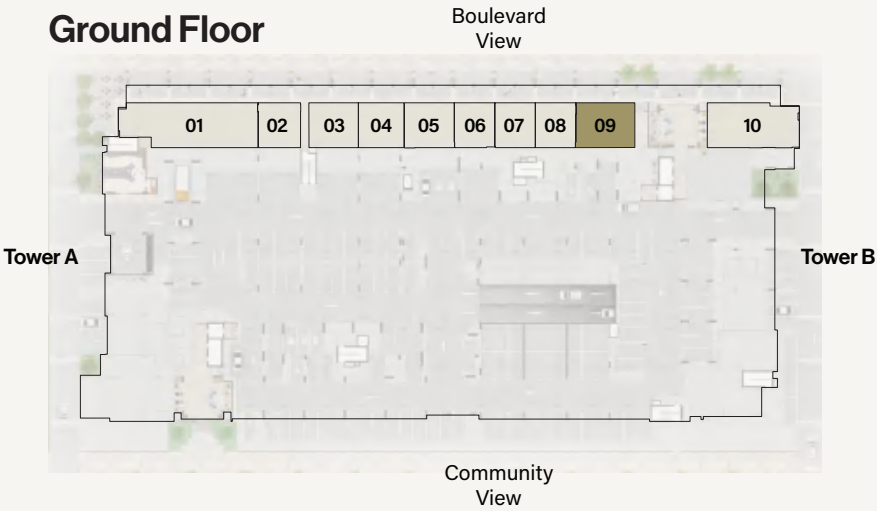 Ground Floor
Boulevard
View
01 02 03 04 05 06 07 08 09 10
Tower A
Tower B
Community
View